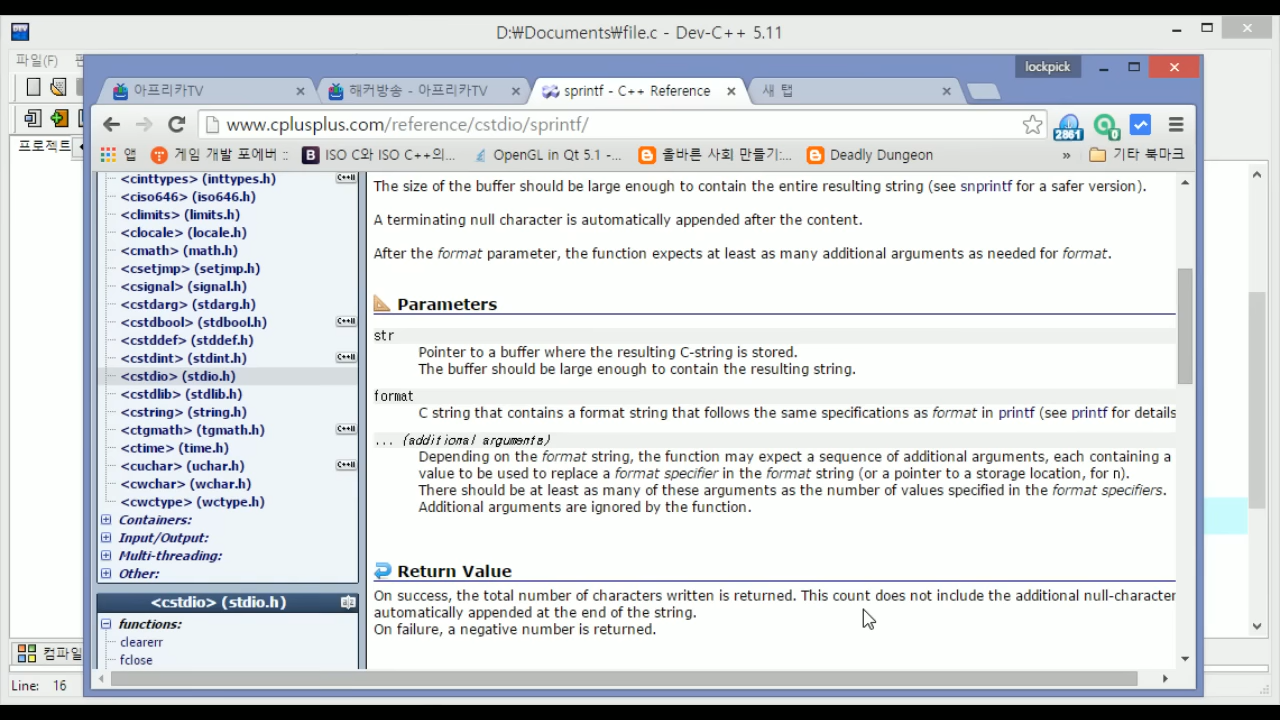 D:₩Documents₩file.c - Dev-C++ 5.11
파일(F)
lockpick
아프리카TV
해커방송 - 아프리카TV
sprintf - C++ Reference
새 탭
www.cplusplus.com/reference/cstdio/sprintf/
2861
0
앱
게임 개발 포에버 ::
ISO C와 ISO C++의...
OpenGL in Qt 5.1 -...
올바른 사회 만들기:...
Deadly Dungeon
»
기타 북마크
프로젝트
<cinttypes> (inttypes.h)
<ciso646> (iso646.h)
<climits> (limits.h)
<clocale> (locale.h)
<cmath> (math.h)
<csetjmp> (setjmp.h)
<csignal> (signal.h)
<cstdarg> (stdarg.h)
<cstdbool> (stdbool.h)
<cstddef> (stddef.h)
<cstdint> (stdint.h)
<cstdio> (stdio.h)
<cstdlib> (stdlib.h)
<cstring> (string.h)
<ctgmath> (tgmath.h)
<ctime> (time.h)
<cuchar> (uchar.h)
<cwchar> (wchar.h)
<cwctype> (wctype.h)
Containers:
Input/Output:
Multi-threading:
Other:
<cstdio> (stdio.h)
functions:
clearerr
fclose
The size of the buffer should be large enough to contain the entire resulting string (see snprintf for a safer version).
A terminating null character is automatically appended after the content.
After the format parameter, the function expects at least as many additional arguments as needed for format.
Parameters
str
Pointer to a buffer where the resulting C-string is stored.
The buffer should be large enough to contain the resulting string.
format
C string that contains a format string that follows the same specifications as format in printf (see printf for details
... (additional arguments)
Depending on the format string, the function may expect a sequence of additional arguments, each containing a
value to be used to replace a format specifier in the format string (or a pointer to a storage location, for n).
There should be at least as many of these arguments as the number of values specified in the format specifiers.
Additional arguments are ignored by the function.
Return Value
On success, the total number of characters written is returned. This count does not include the additional null-character
automatically appended at the end of the string.
On failure, a negative number is returned.
컴파일
Line: 16